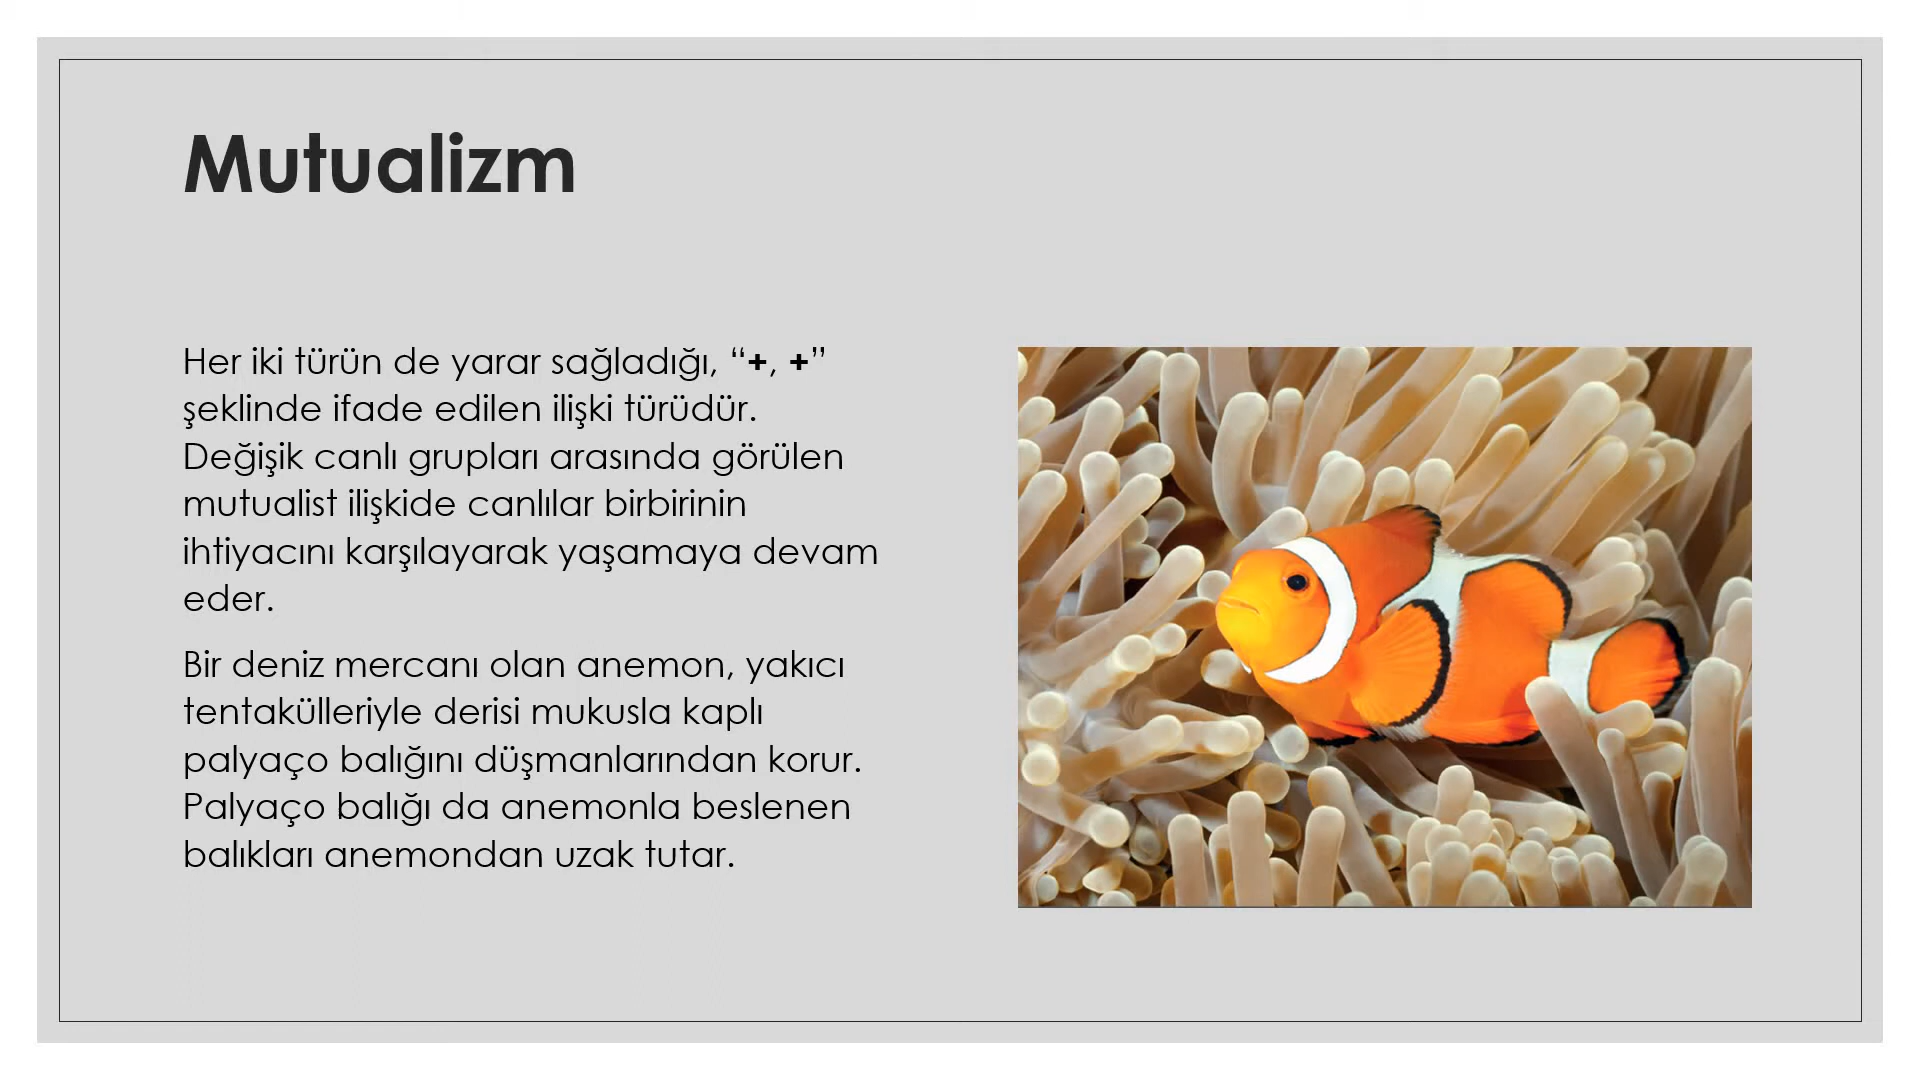 Mutualizm
Her iki türün de yarar sağladığı, “+, +”
şeklinde ifade edilen ilişki türüdür.
Değişik canlı grupları arasında görülen
mutualist ilişkide canlılar birbirinin
ihtiyacını karşılayarak yaşamaya devam
eder.
Bir deniz mercanı olan anemon, yakıcı
tentakülleriyle derisi mukusla kaplı
palyaço balığını düşmanlarından korur.
Palyaço balığı da anemonla beslenen
balıkları anemondan uzak tutar.